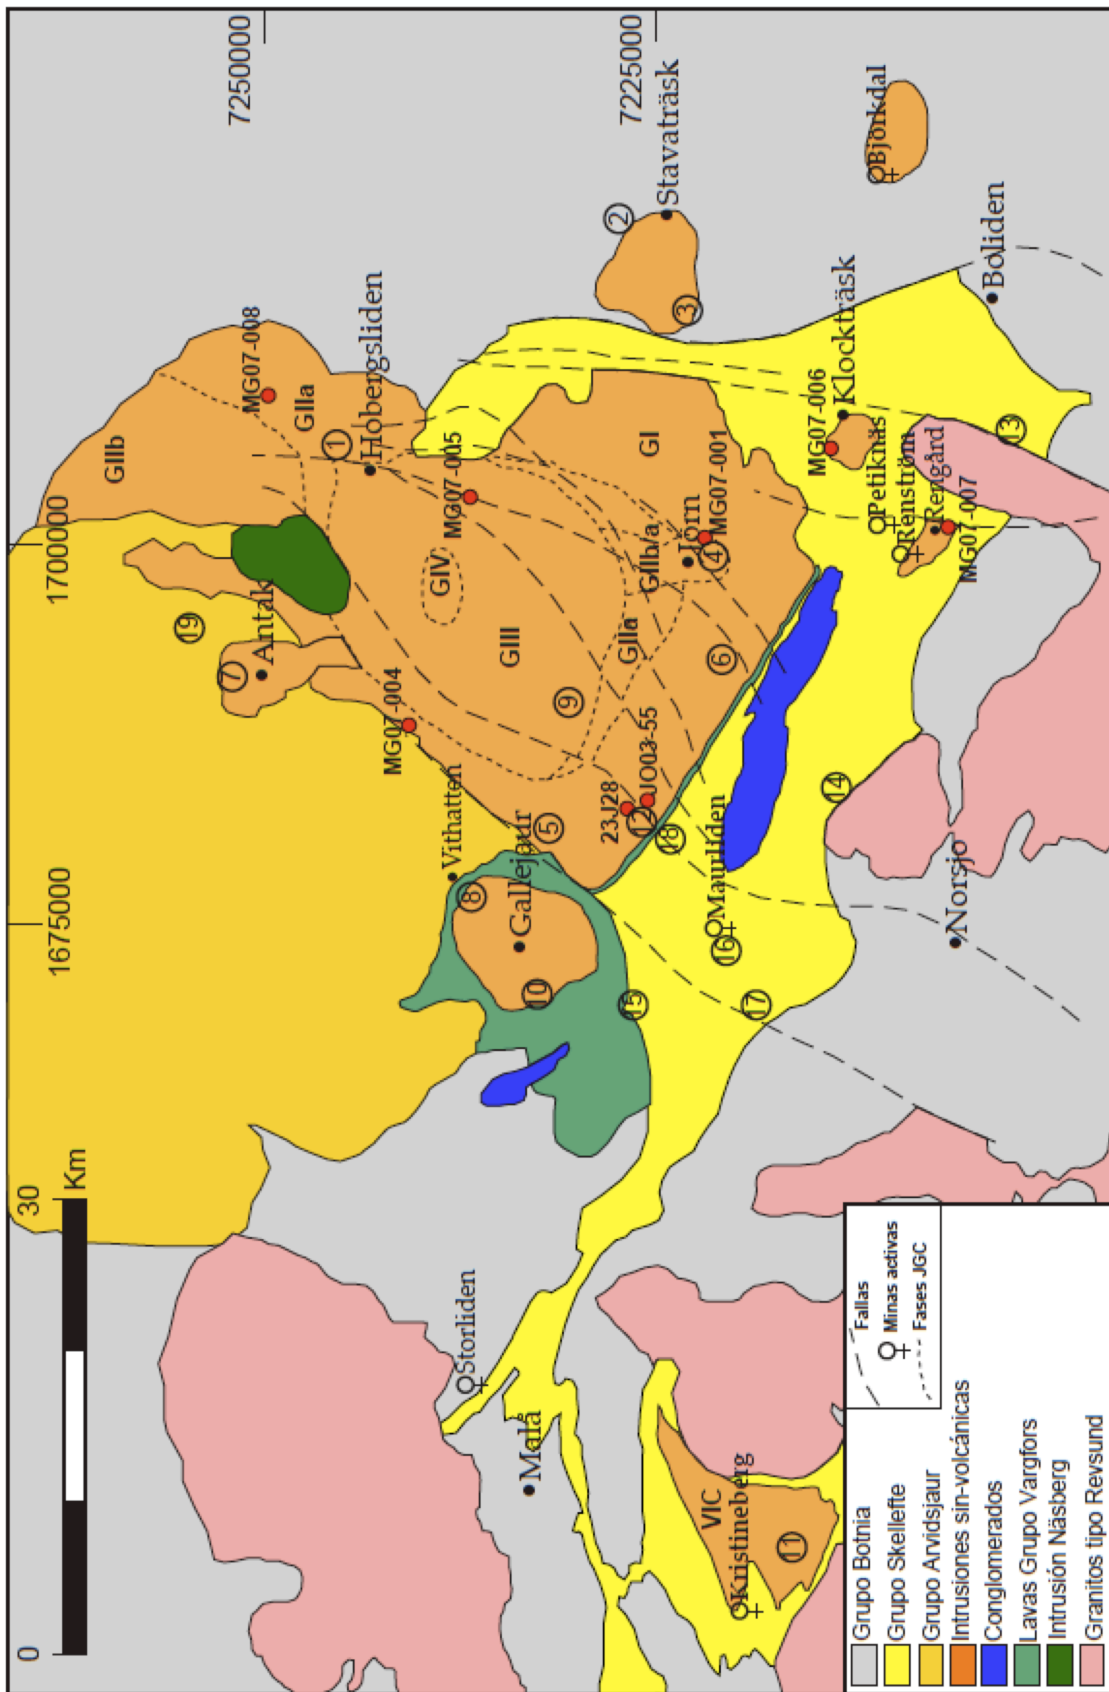 0
30
Km
1675000
1700000
7250000
7225000
GIIb
MG07-008
GIIa
1
Hobergsliden
19
7
Antak
MG07-004
MG07-005
GIV
GIII
GI
2
Stavaträsk
3
Björkdal
Vithatten
8
Gallejaur
10
5
9
GIIa
GIIb/a
Jörn
4
MG07-001
6
23J28
JO03-55
12
18
15
Maurliden
16
17
14
MG07-006
Klockträsk
Petiknäs
Renström
Rengård
MG07-007
Boliden
13
Norsjo
Storliden
Malå
VIC
Kristineberg
11
Grupo Botnia
Grupo Skellefte
Grupo Arvidsjaur
Intrusiones sin-volcánicas
Conglomerados
Lavas Grupo Vargfors
Intrusión Näsberg
Granitos tipo Revsund
Fallas
Minas activas
Fases JGC